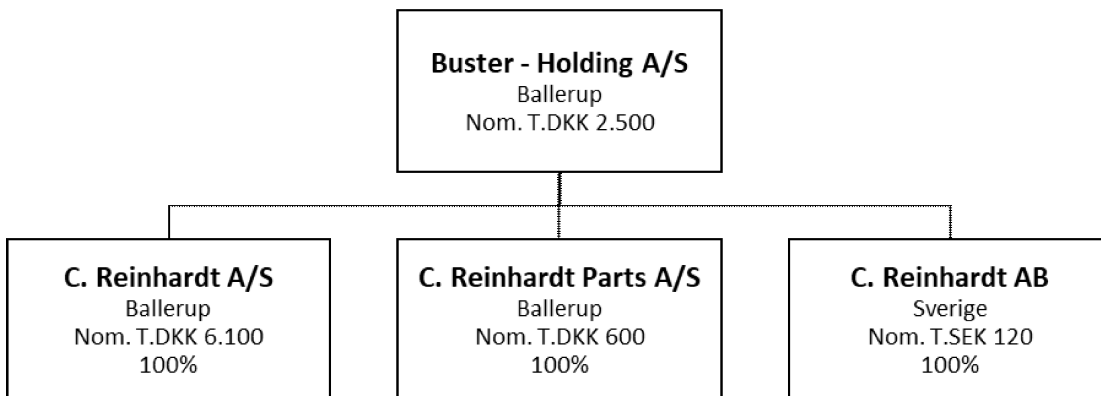 Buster - Holding A/S
Ballerup
Nom. T.DKK 2.500
C. Reinhardt A/S
Ballerup
Nom. T.DKK 6.100
100%
C. Reinhardt Parts A/S
Ballerup
Nom. T.DKK 600
100%
C. Reinhardt AB
Sverige
Nom. T.SEK 120
100%